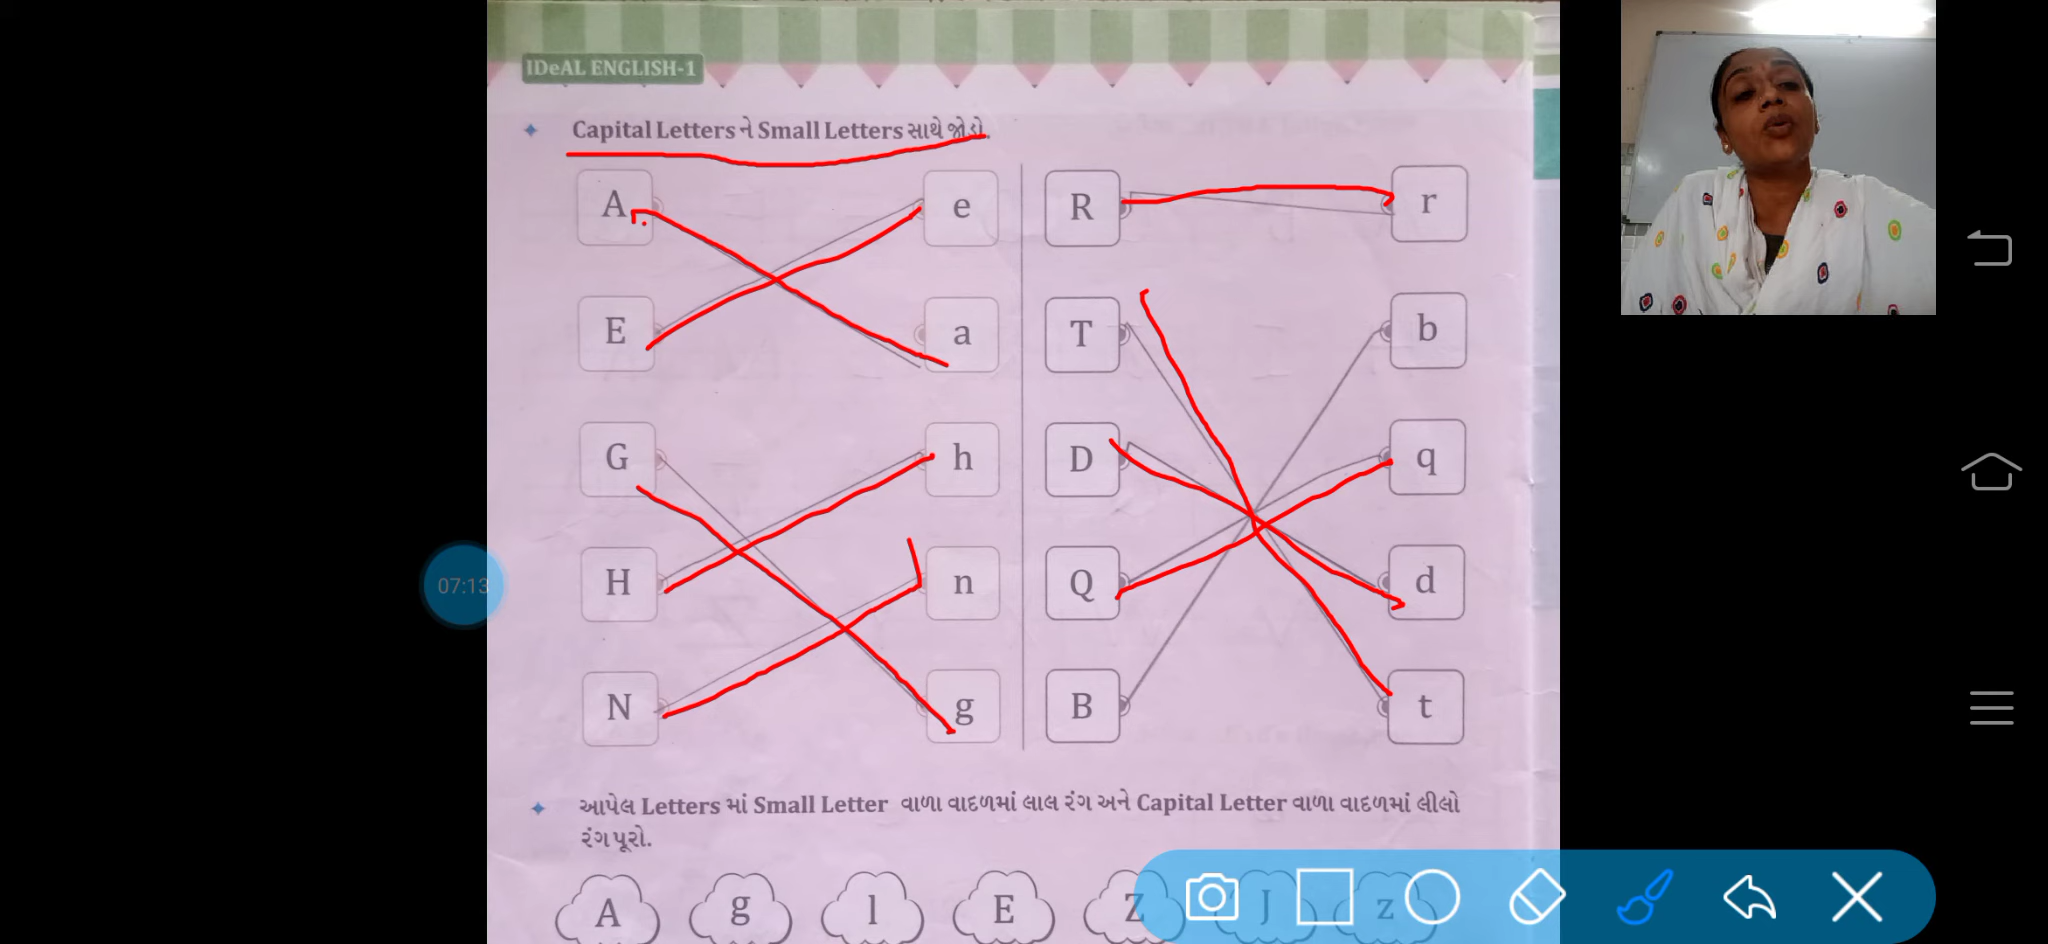 IDeAL ENGLISH-1
Capital Letters ને Small Letters સાથે જોડો.
A e R r
E a T b
G h D q
H n Q d
N g B t
07:13
આપેલ Letters માં Small Letter વાળા વાદળમાં લાલ રંગ અને Capital Letter વાળા વાદળમાં લીલો
રંગ પૂરો.
A g l E Z J z